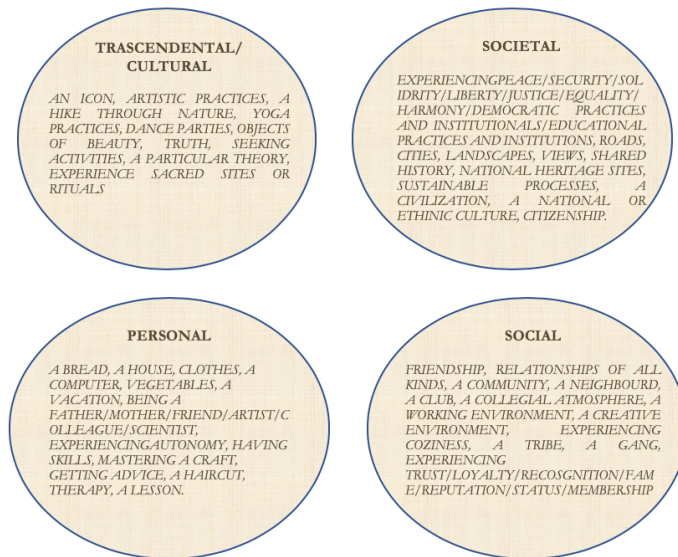 TRASCENDENTAL/
CULTURAL
AN ICON, ARTISTIC PRACTICES, A
HIKE THROUGH NATURE, YOGA
PRACTICES, DANCE PARTIES, OBJECTS
OF BEAUTY, TRUTH, SEEKING
ACTIVTITIES, A PARTICULAR THEORY,
EXPERIENCE SACRED SITES OR
RITUALS
SOCIETAL
EXPERIENCINGPEACE/SECURITY/SOL
IDRITY/LIBERTY/JUSTICE/EQUALITY/
HARMONY/DEMOCRATIC PRACTICES
AND INSTITUTIONALS/EDUCATIONAL
PRACTICES AND INSTITUTIONS, ROADS,
CITIES, LANDSCAPES, VIEWS, SHARED
HISTORY, NATIONAL HERITAGE SITES,
SUSTAINABLE PROCESSES, A
CIVILIZATION, A NATIONAL OR
ETHINIC CULTURE, CITIZENSHIP.
PERSONAL
A BREAD, A HOUSE, CLOTHES, A
COMPUTER, VEGETABLES, A
VACATION, BEING A
FATHER/MOTHER/FRIEND/ARTIST/C
OLLEAGUE/SCIENTIST,
EXPERIENCINGAUTONOMY, HAVING
SKILLS, MASTERING A CRAFT,
GETTING ADVICE, A HAIRCUT,
THERAPY, A LESSON.
SOCIAL
FRIENDSHIP, RELATIONSHIPS OF ALL
KINDS, A COMMUNITY, A NEIGHBOURD,
A CLUB, A COLLEGIAL ATMOSPHERE, A
WORKING ENVIRONMENT, A CREATIVE
ENVIRONMENT, EXPERIENCING
COZINESS, A TRIBE, A GANG,
EXPERIENCING
TRUST/LOYALTY/RECOSGNITION/FAM
E/REPUTATION/STATUS/MEMBERSHIP